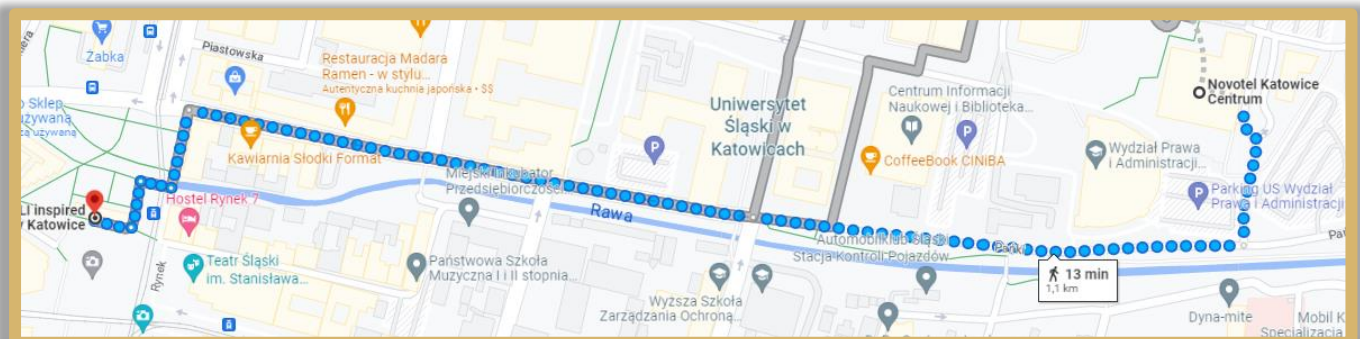 Żabka
Piastowska
Restauracja Madara
Ramen - w stylu...
Autentyczna kuchnia japońska • $$
Sklep
używaną
używana
Kawiarnia Słodki Format
Uniwersytet
Śląski w
Katowicach
Centrum Informacji
Naukowej i Biblioteka...
CoffeeBook CINiBA
Novotel Katowice
Centrum
Wydział Prawa
i Administracji...
Parking US Wydział
Prawa i Administracji
Miejski Inkubator
Przedsiębiorczości
Hostel Rynek 7
LI inspired
Katowice
Rawa
Automobilklub Śląski
Stacja Kontroli Pojazdów
13 min
1,1 km
Teatr Śląski
im. Stanisława...
Rynek
Państwowa Szkoła
Muzyczna I i II stopnia...
Wyższa Szkoła
Zarządzania Ochroną...
Dyna-mite
Mobil K
Specializacja